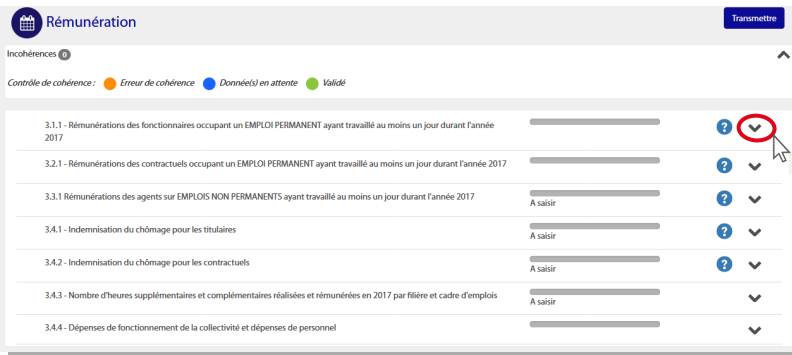 Rémunération
Transmettre
Incohérences 0
Contrôle de cohérence : Erreur de cohérence Donnée(s) en attente Validé
3.1.1 - Rémunérations des fonctionnaires occupant un EMPLOI PERMANENT ayant travaillé au moins un jour durant l'année
2017
?
3.2.1 - Rémunérations des contractuels occupant un EMPLOI PERMANENT ayant travaillé au moins un jour durant l'année 2017
?
3.3.1 Rémunérations des agents sur EMPLOIS NON PERMANENTS ayant travaillé au moins un jour durant l'année 2017
A saisir
?
3.4.1 - Indemnisation du chômage pour les titulaires
A saisir
?
3.4.2 - Indemnisation du chômage pour les contractuels
A saisir
?
3.4.3 - Nombre d'heures supplémentaires et complémentaires réalisées et rémunérées en 2017 par filière et cadre d'emplois
A saisir
3.4.4 - Dépenses de fonctionnement de la collectivité et dépenses de personnel